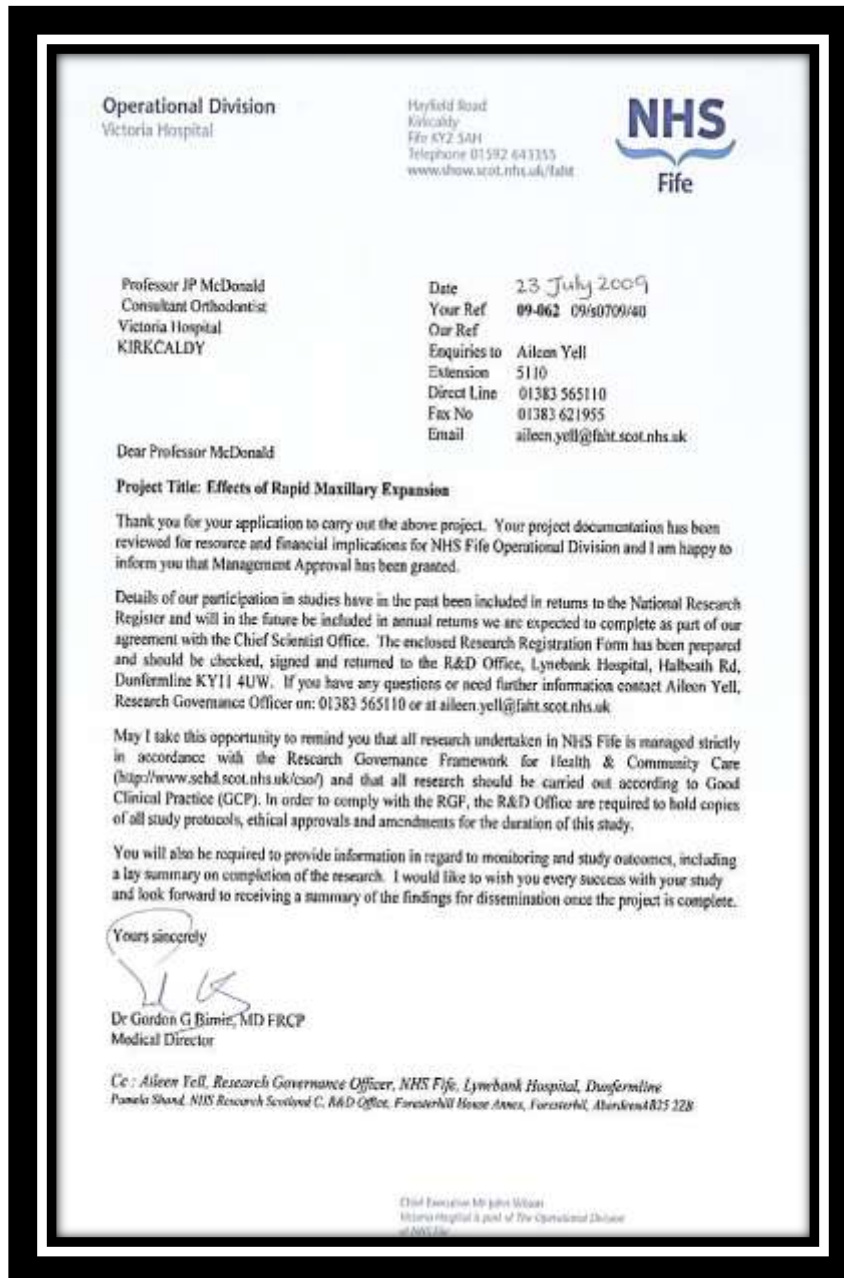 Operational Division
Victoria Hospital
Hayfield Road
Kirkcaldy
Fife KY2 5AH
Telephone 01592 643355
www.show.scot.nhs.uk/faht
NHS
Fife
Professor JP McDonald
Consultant Orthodontist
Victoria Hospital
KIRKCALDY
Date 23 July 2009
Your Ref 09-062 09/s0709/40
Our Ref
Enquiries to Aileen Yell
Extension 5110
Direct Line 01383 565110
Fax No 01383 621955
Email aileen.yell@faht.scot.nhs.uk
Dear Professor McDonald
Project Title: Effects of Rapid Maxillary Expansion
Thank you for your application to carry out the above project. Your project documentation has been
reviewed for resource and financial implications for NHS Fife Operational Division and I am happy to
inform you that Management Approval has been granted.
Details of our participation in studies have in the past been included in returns to the National Research
Register and will in the future be included in annual returns we are expected to complete as part of our
agreement with the Chief Scientist Office. The enclosed Research Registration Form has been prepared
and should be checked, signed and returned to the R&D Office, Lynebank Hospital, Halbeath Rd,
Dunfermline KY11 4UW. If you have any questions or need further information contact Aileen Yell,
Research Governance Officer on: 01383 565110 or at aileen.yell@faht.scot.nhs.uk
May I take this opportunity to remind you that all research undertaken in NHS Fife is managed strictly
in accordance with the Research Governance Framework for Health & Community Care
(http://www.sehd.scot.nhs.uk/cso/) and that all research should be carried out according to Good
Clinical Practice (GCP). In order to comply with the RGF, the R&D Office are required to hold copies
of all study protocols, ethical approvals and amendments for the duration of this study.
You will also be required to provide information in regard to monitoring and study outcomes, including
a lay summary on completion of the research. I would like to wish you every success with your study
and look forward to receiving a summary of the findings for dissemination once the project is complete.
Yours sincerely
Dr Gordon G Birnie, MD FRCP
Medical Director
Cc : Aileen Yell, Research Governance Officer, NHS Fife, Lynebank Hospital, Dunfermline
Pamela Shand, NHS Research Scotland C, R&D Office, Foresterhill House Annex, Foresterhil, Aberdeen AB25 2ZB
Chief Executive Mr John Wilson
Victoria Hospital is part of The Operational Division
of NHS Fife